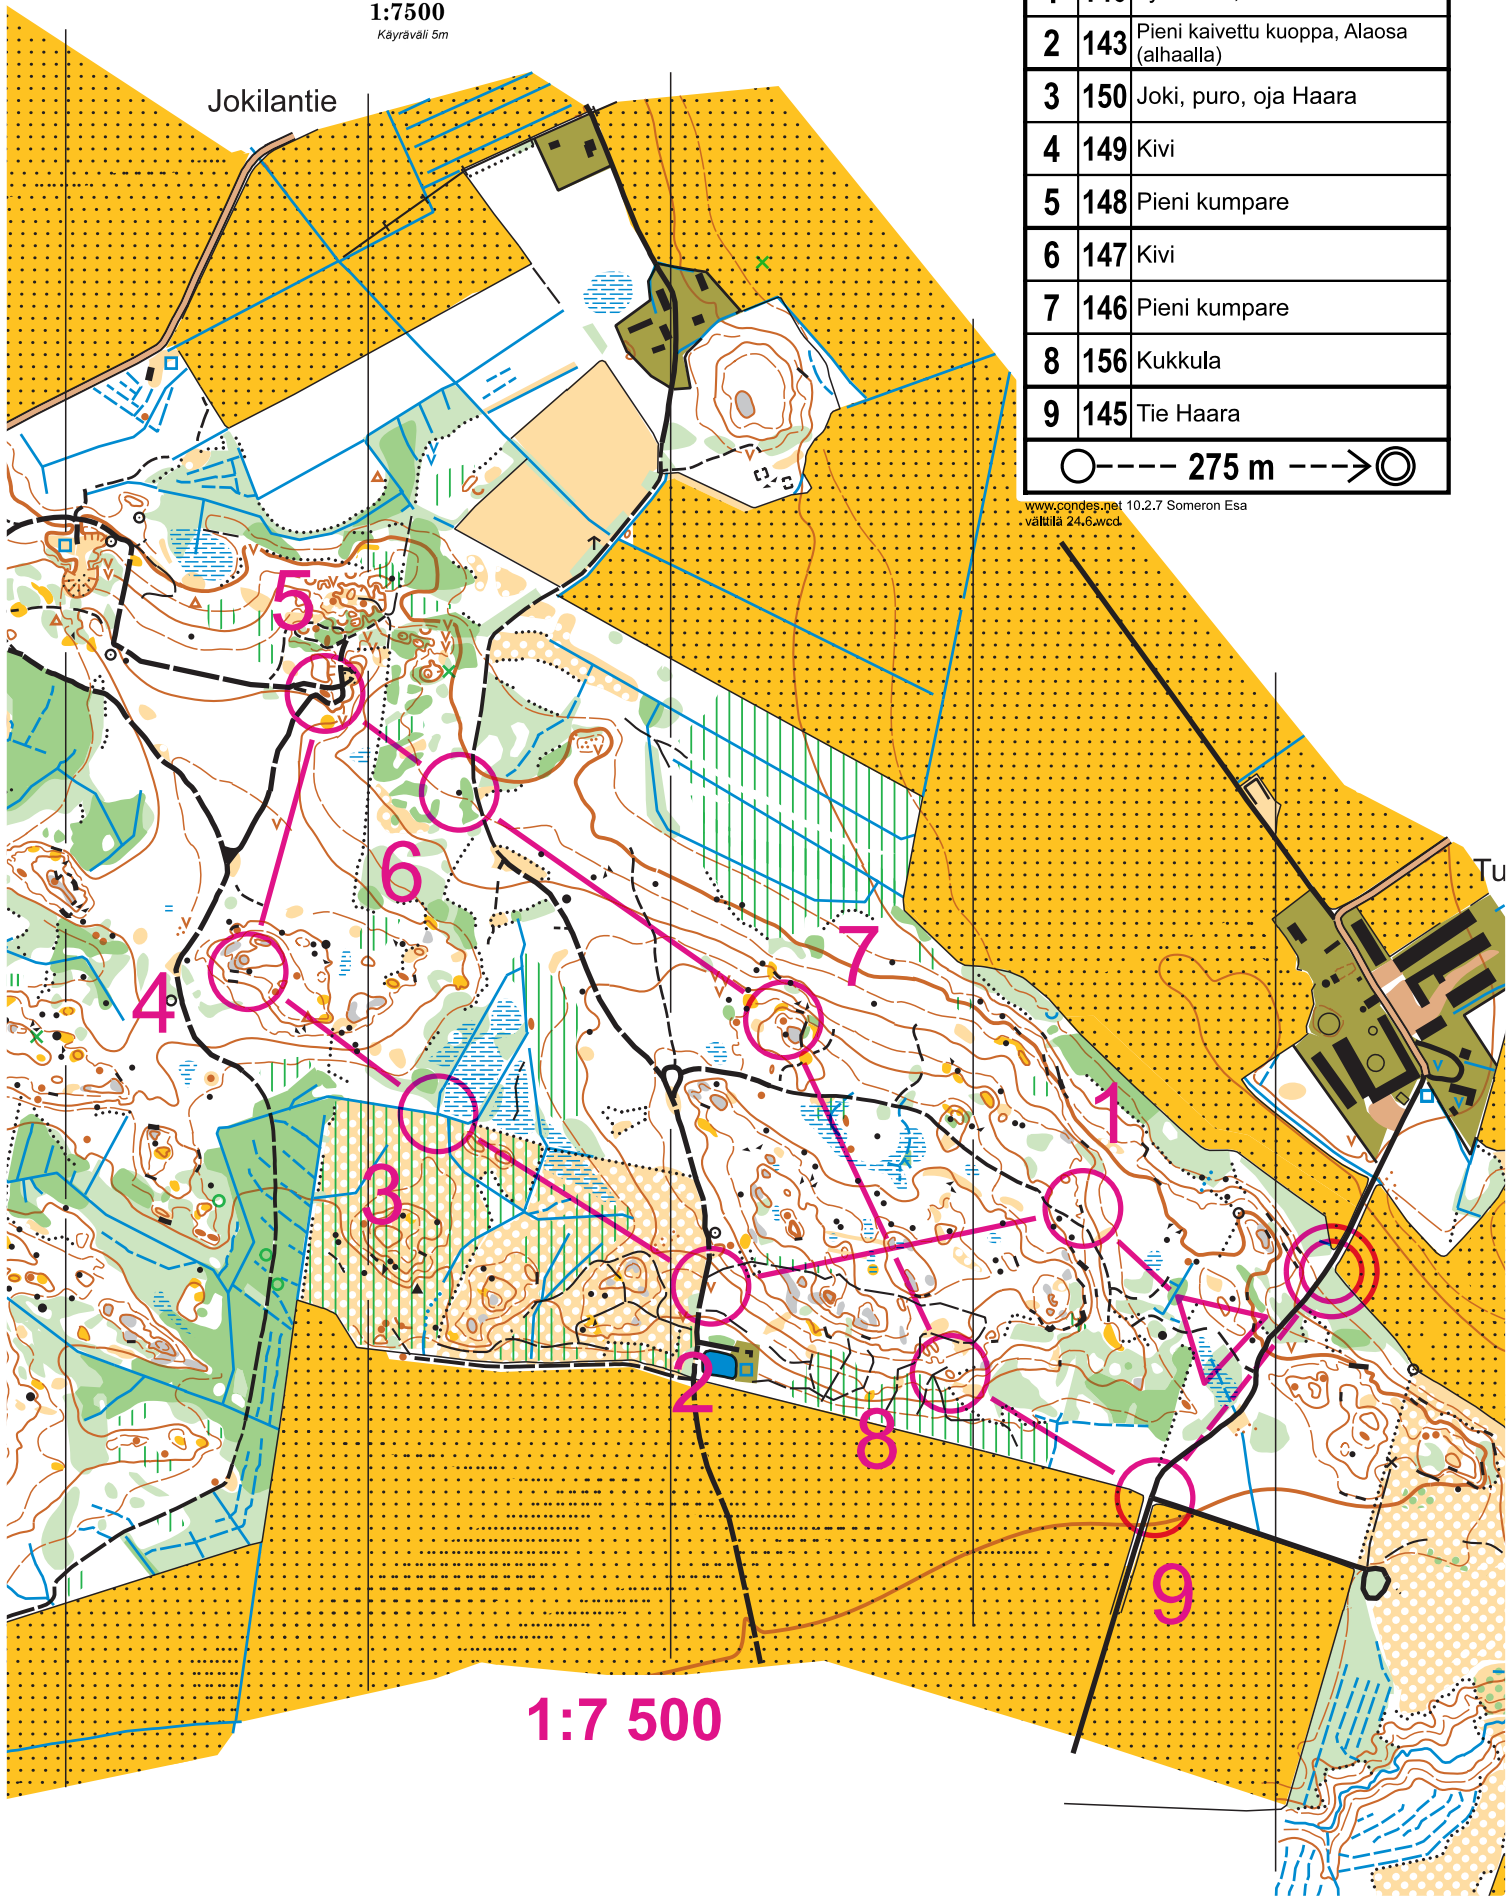 1:7500
Käyräväli 5m
Jokilantie
2 143 Pieni kaivettu kuoppa, Alaosa
(alhaalla)
3 150 Joki, puro, oja Haara
4 149 Kivi
5 148 Pieni kumpare
6 147 Kivi
7 146 Pieni kumpare
8 156 Kukkula
9 145 Tie Haara
275 m
www.condes.net 10.2.7 Someron Esa
välttilä 24.6.wcd
5
6
7
4
1
3
2
8
9
1:7 500